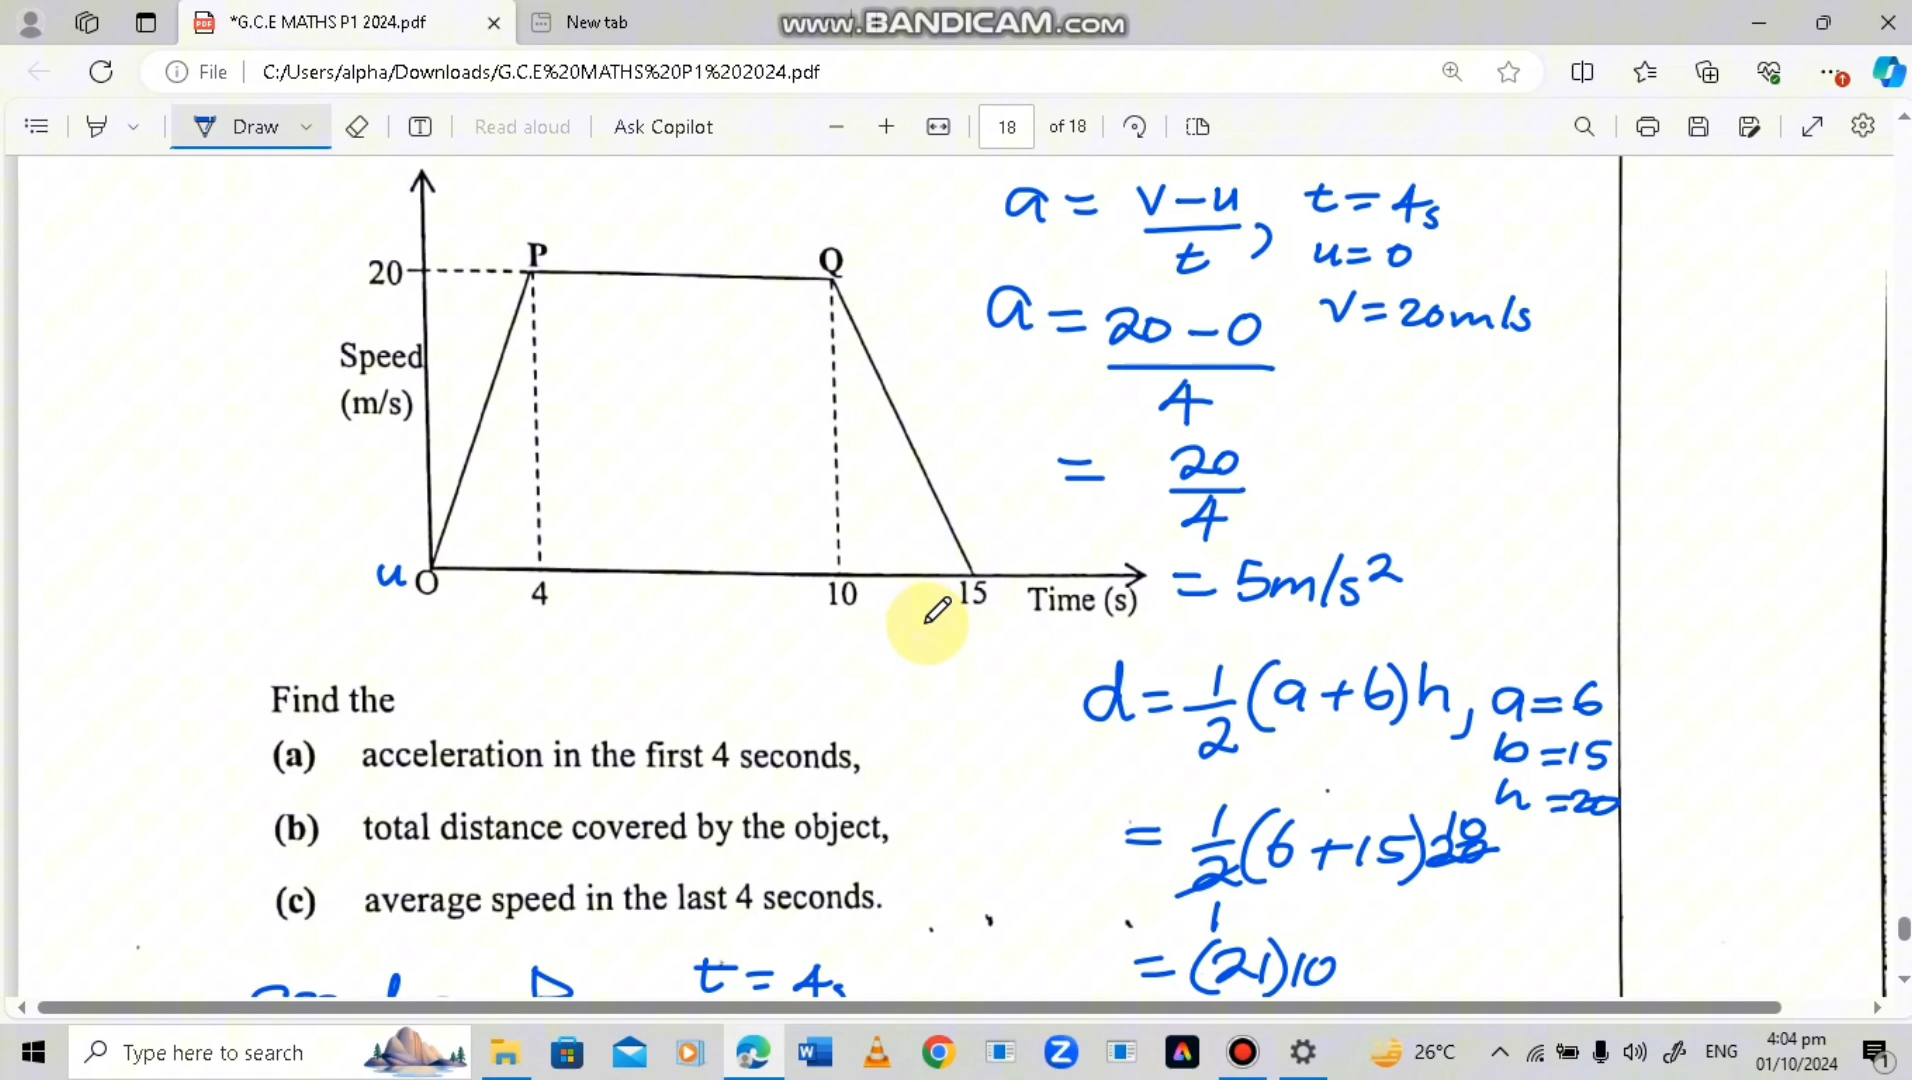 *G.C.E MATHS P1 2024.pdf
New tab
www.BANDICAM.com
File
C:/Users/alpha/Downloads/G.C.E%20MATHS%20P1%202024.pdf
Draw
Read aloud
Ask Copilot
18
of 18
P
Q
20
Speed
(m/s)
u
O
4
10
15
Time (s)
a = v-u/t, t = 4s
u = 0
v = 20m/s
a = 20-0/4
= 20/4
= 5m/s²
Find the
(a) acceleration in the first 4 seconds,
(b) total distance covered by the object,
(c) average speed in the last 4 seconds.
d = 1/2(a+b)h, a = 6
b = 15
h = 20
= 1/2(6+15)20
10
1
= (21)10
t = 4s
Type here to search
26°C
ENG
4:04 pm
01/10/2024
1